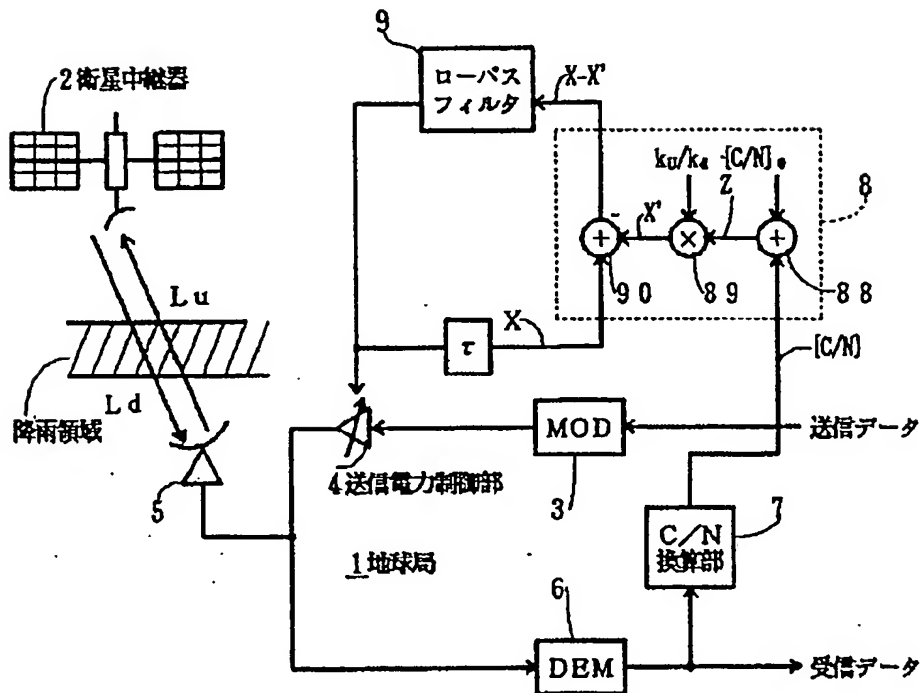 9
2衛星中継器
ローパス
フィルタ
X-X'
kU/kd
-[C/N]。
8
Z
X'
+
×
+
-
90
89
88
Lu
X
τ
[C/N]
Ld
降雨領域
MOD
送信データ
4送信電力制御部
5
3
7
C/N
換算部
1地球局
6
DEM
受信データ